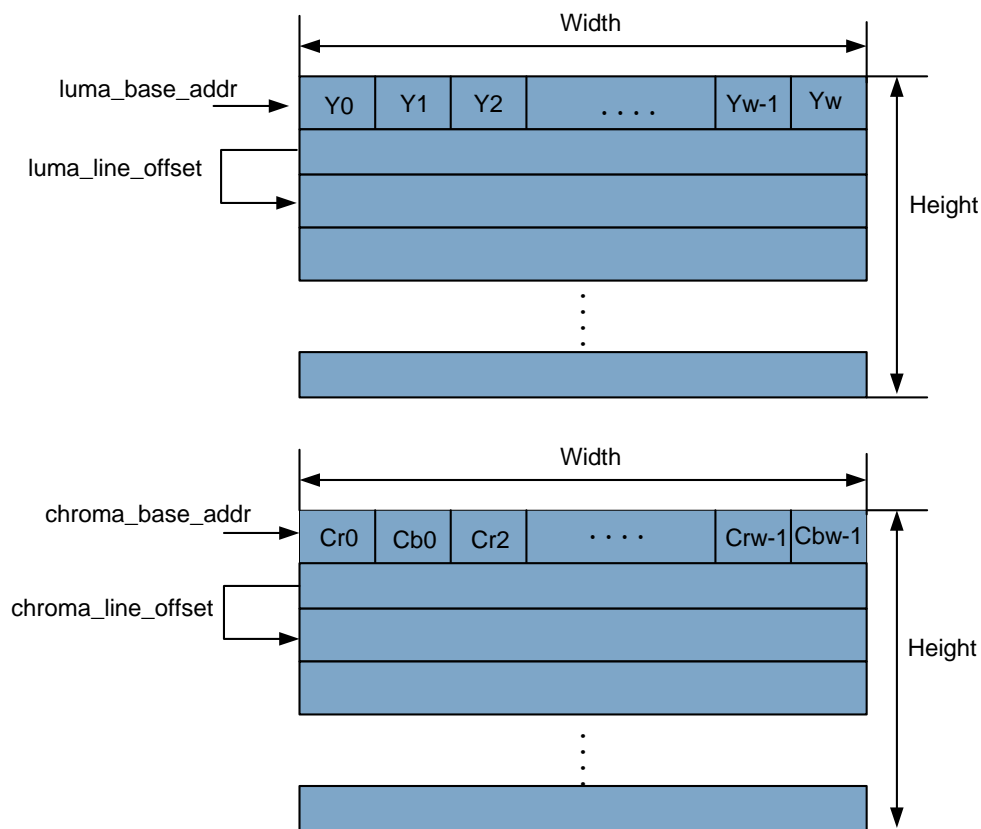 Width
luma_base_addr
Y0 Y1 Y2 . . . . Yw-1 Yw
luma_line_offset
Height
Width
chroma_base_addr
Cr0 Cb0 Cr2 . . . . Crw-1 Cbw-1
chroma_line_offset
Height